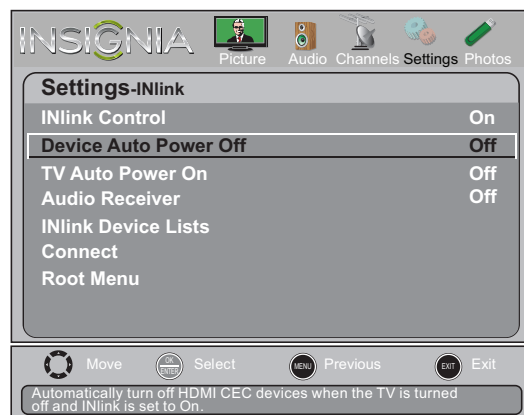 INSIGNIA
Picture Audio Channels Settings Photos
Settings-INlink
INlink Control On
Device Auto Power Off Off
TV Auto Power On Off
Audio Receiver Off
INlink Device Lists
Connect
Root Menu
Move OK ENTER Select MENU Previous EXIT Exit
Automatically turn off HDMI CEC devices when the TV is turned
off and INlink is set to On.